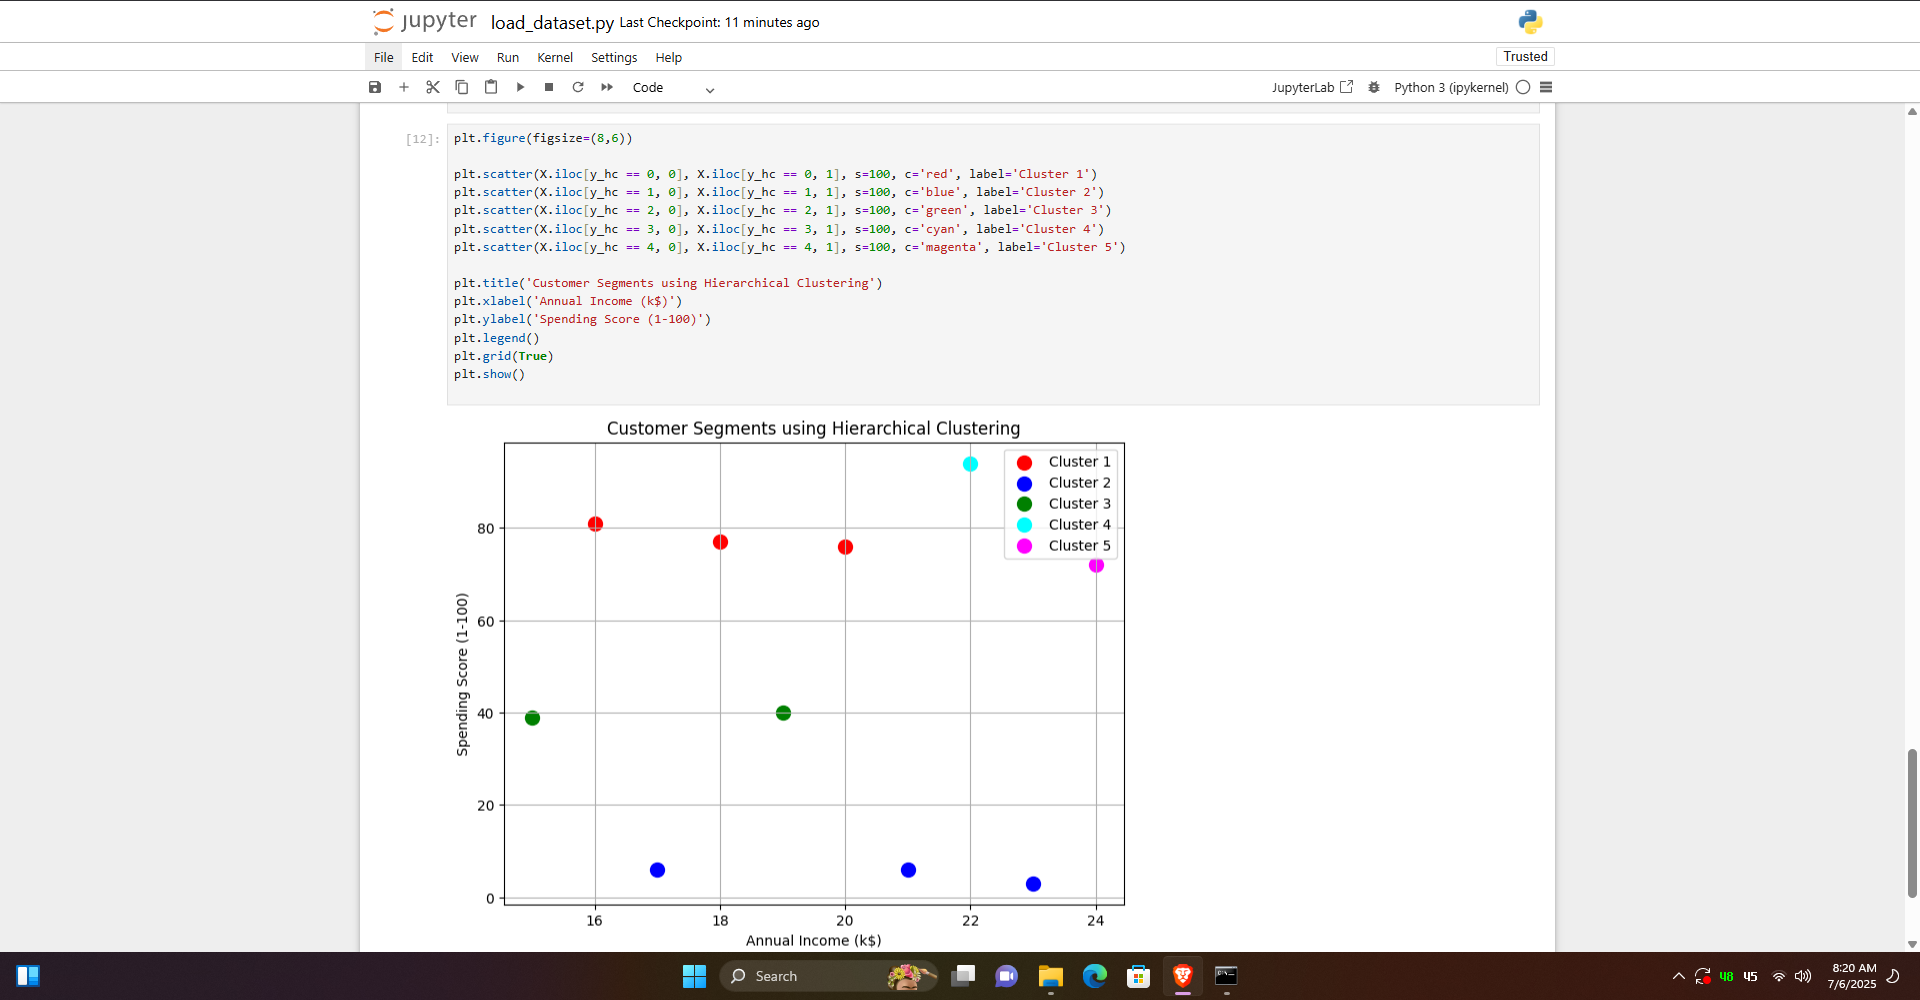 jupyter load_dataset.py Last Checkpoint: 11 minutes ago
File Edit View Run Kernel Settings Help Trusted
Code JupyterLab Python 3 (ipykernel)
[12]: plt.figure(figsize=(8,6))
plt.scatter(X.iloc[y_hc == 0, 0], X.iloc[y_hc == 0, 1], s=100, c='red', label='Cluster 1')
plt.scatter(X.iloc[y_hc == 1, 0], X.iloc[y_hc == 1, 1], s=100, c='blue', label='Cluster 2')
plt.scatter(X.iloc[y_hc == 2, 0], X.iloc[y_hc == 2, 1], s=100, c='green', label='Cluster 3')
plt.scatter(X.iloc[y_hc == 3, 0], X.iloc[y_hc == 3, 1], s=100, c='cyan', label='Cluster 4')
plt.scatter(X.iloc[y_hc == 4, 0], X.iloc[y_hc == 4, 1], s=100, c='magenta', label='Cluster 5')
plt.title('Customer Segments using Hierarchical Clustering')
plt.xlabel('Annual Income (k$)')
plt.ylabel('Spending Score (1-100)')
plt.legend()
plt.grid(True)
plt.show()
Customer Segments using Hierarchical Clustering
Cluster 1
Cluster 2
Cluster 3
Cluster 4
Cluster 5
Spending Score (1-100)
80
60
40
20
0
16 18 20 22 24
Annual Income (k$)
Search
48 45
8:20 AM
7/6/2025